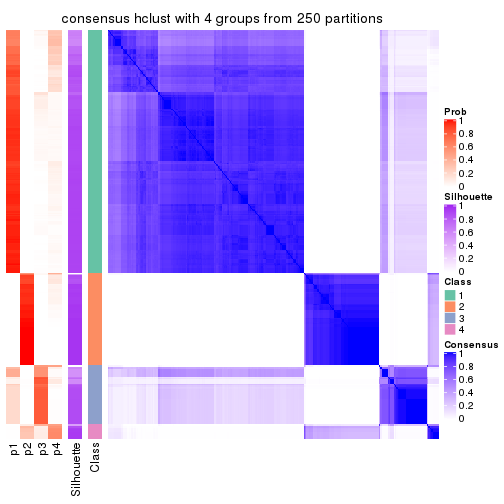 consensus hclust with 4 groups from 250 partitions
Prob
1
0.8
0.6
0.4
0.2
0
Silhouette
1
0.8
0.6
0.4
0.2
0
Class
1
2
3
4
Consensus
1
0.8
0.6
0.4
0.2
0
p1
p2
p3
p4
Silhouette
Class